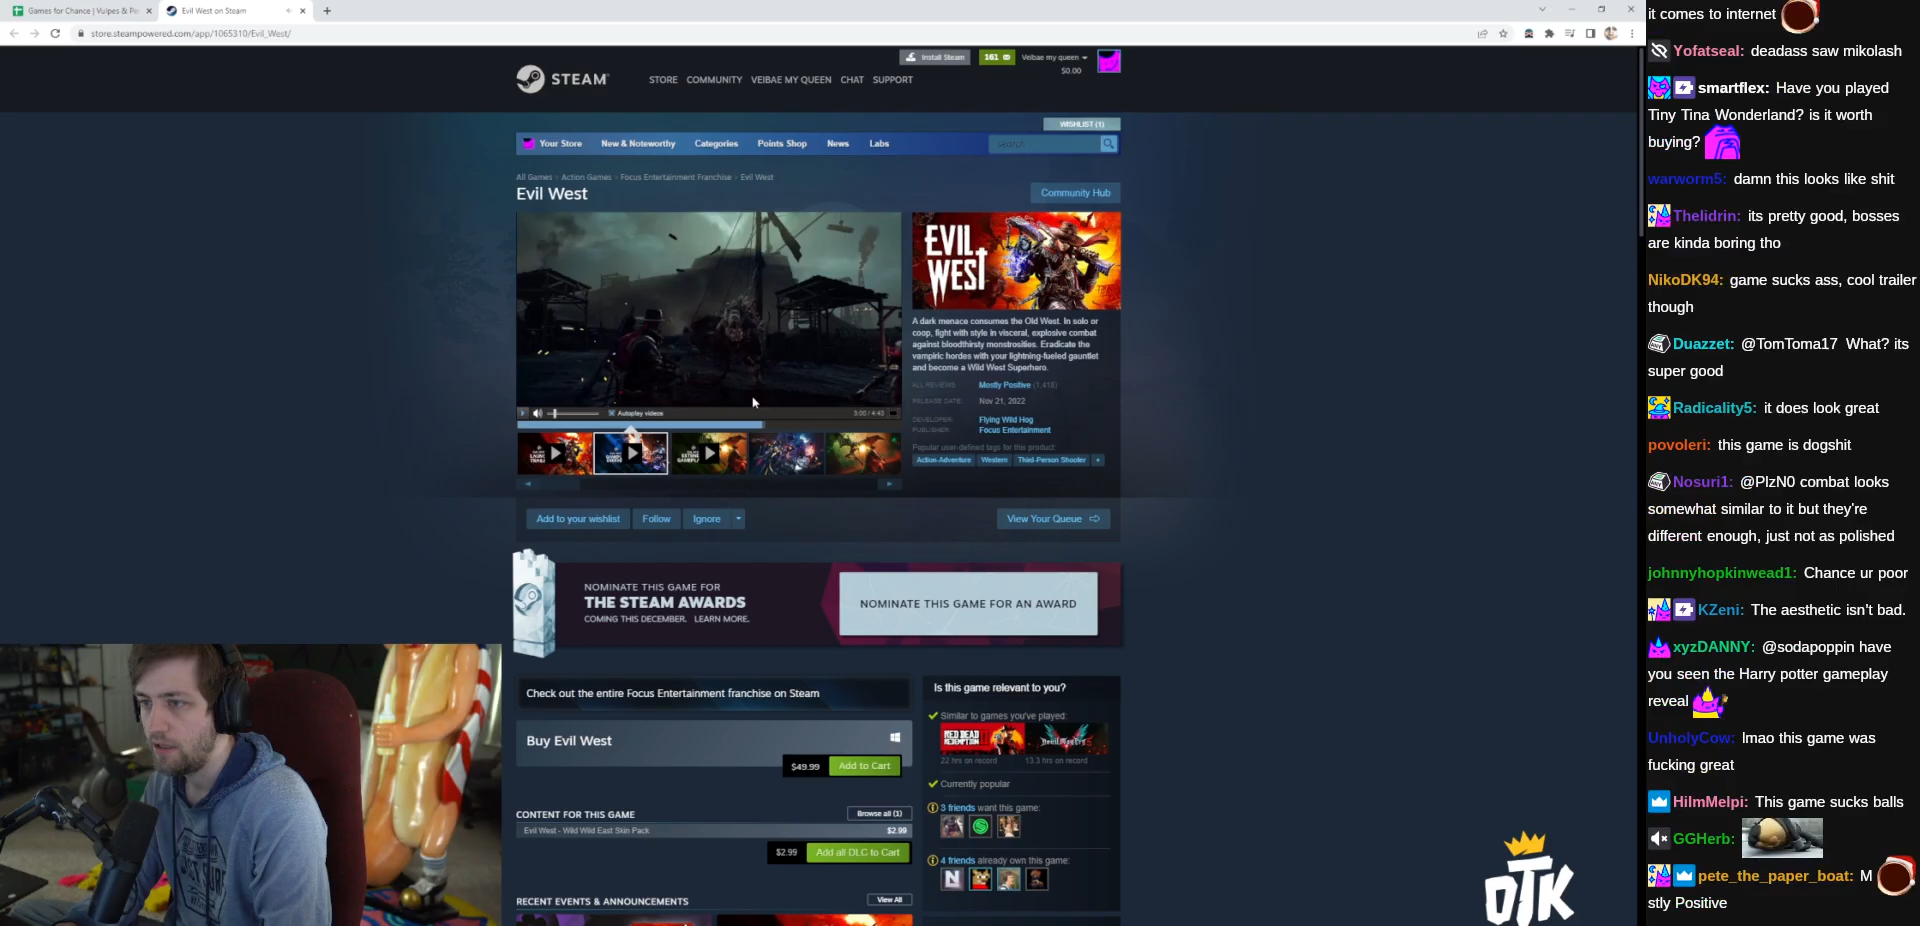 Games for Chance | Vulpes & Pe
Evil West on Steam
store.steampowered.com/app/1065310/Evil_West/
Install Steam
161
Veibae my queen
$0.00
STEAM
STORE COMMUNITY VEIBAE MY QUEEN CHAT SUPPORT
WISHLIST (1)
Your Store New & Noteworthy Categories Points Shop News Labs
search
All Games > Action Games > Focus Entertainment Franchise > Evil West
Evil West
Community Hub
EVIL
WEST
A dark menace consumes the Old West. In solo or
coop, fight with style in visceral, explosive combat
against bloodthirsty monstrosities. Eradicate the
vampiric hordes with your lightning-fueled gauntlet
and become a Wild West Superhero.
ALL REVIEWS: Mostly Positive (1,418)
RELEASE DATE: Nov 21, 2022
DEVELOPER: Flying Wild Hog
PUBLISHER: Focus Entertainment
Popular user-defined tags for this product:
Action-Adventure Western Third-Person Shooter +
Autoplay videos
3:00 / 4:43
Add to your wishlist Follow Ignore
View Your Queue
NOMINATE THIS GAME FOR
THE STEAM AWARDS
COMING THIS DECEMBER. LEARN MORE.
NOMINATE THIS GAME FOR AN AWARD
Check out the entire Focus Entertainment franchise on Steam
Buy Evil West
$49.99 Add to Cart
CONTENT FOR THIS GAME
Browse all (1)
Evil West - Wild Wild East Skin Pack
$2.99
$2.99 Add all DLC to Cart
RECENT EVENTS & ANNOUNCEMENTS
View All
Is this game relevant to you?
Similar to games you've played:
RED DEAD
REDEMPTION
22 hrs on record
13.3 hrs on record
Currently popular
3 friends want this game:
4 friends already own this game:
OTK
it comes to internet
Yofatseal: deadass saw mikolash
smartflex: Have you played
Tiny Tina Wonderland? is it worth
buying?
warworm5: damn this looks like shit
Thelidrin: its pretty good, bosses
are kinda boring tho
NikoDK94: game sucks ass, cool trailer
though
Duazzet: @TomToma17 What? its
super good
Radicality5: it does look great
povoleri: this game is dogshit
Nosuri1: @PlzN0 combat looks
somewhat similar to it but they're
different enough, just not as polished
johnnyhopkinwead1: Chance ur poor
KZeni: The aesthetic isn't bad.
xyzDANNY: @sodapoppin have
you seen the Harry potter gameplay
reveal
UnholyCow: lmao this game was
fucking great
HilmMelpi: This game sucks balls
GGHerb:
pete_the_paper_boat: M
stly Positive